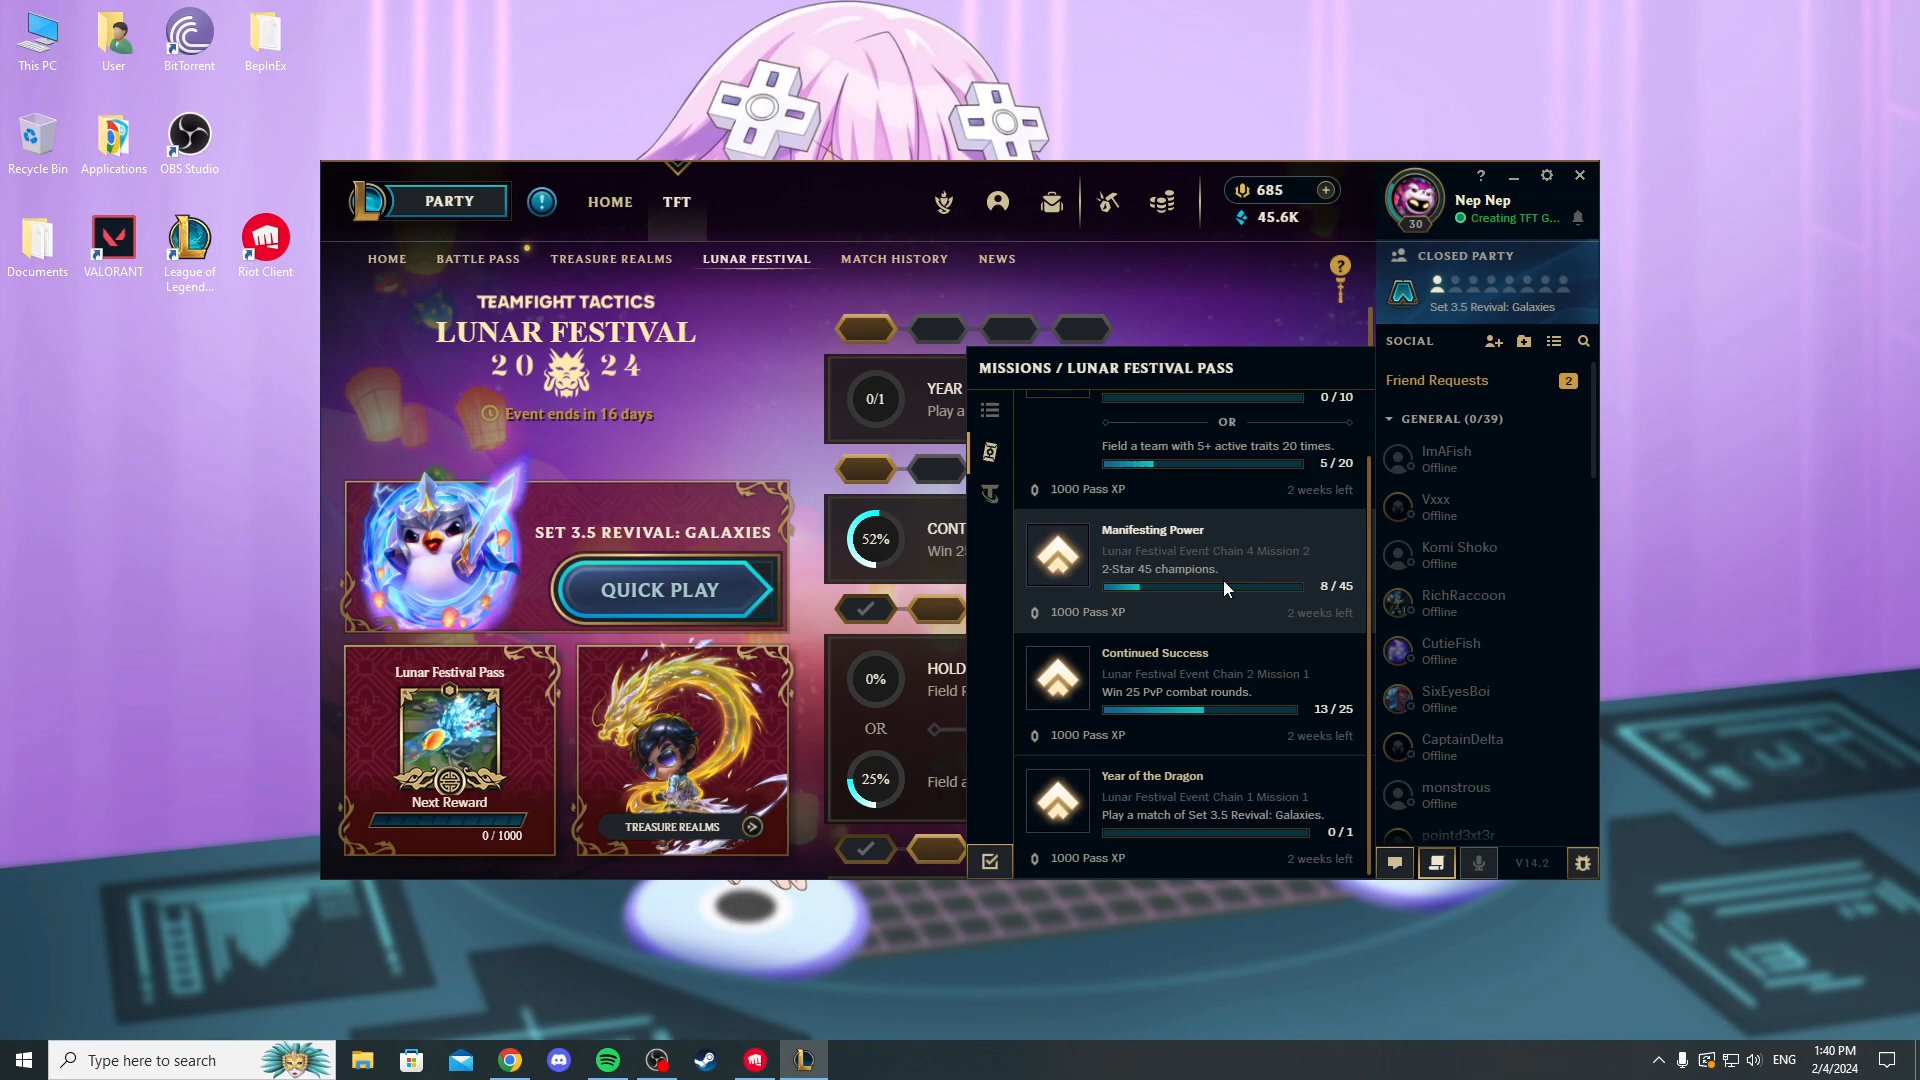 This PC
User
BitTorrent
BepInEx
Recycle Bin
Applications
OBS Studio
Documents
VALORANT
League of
Legend...
Riot Client
PARTY
HOME
TFT
685
45.6K
30
Nep Nep
Creating TFT G...
HOME
BATTLE PASS
TREASURE REALMS
LUNAR FESTIVAL
MATCH HISTORY
NEWS
TEAMFIGHT TACTICS
LUNAR FESTIVAL
20 24
Event ends in 16 days
SET 3.5 REVIVAL: GALAXIES
QUICK PLAY
Lunar Festival Pass
Next Reward
0 / 1000
TREASURE REALMS
0/1
YEAR
Play a
52%
CONT
Win 2
0%
HOLD
Field F
OR
25%
Field a
MISSIONS / LUNAR FESTIVAL PASS
0 / 10
OR
Field a team with 5+ active traits 20 times.
5 / 20
1000 Pass XP
2 weeks left
Manifesting Power
Lunar Festival Event Chain 4 Mission 2
2-Star 45 champions.
8 / 45
1000 Pass XP
2 weeks left
Continued Success
Lunar Festival Event Chain 2 Mission 1
Win 25 PvP combat rounds.
13 / 25
1000 Pass XP
2 weeks left
Year of the Dragon
Lunar Festival Event Chain 1 Mission 1
Play a match of Set 3.5 Revival: Galaxies.
0 / 1
1000 Pass XP
2 weeks left
CLOSED PARTY
Set 3.5 Revival: Galaxies
SOCIAL
Friend Requests
2
GENERAL (0/39)
ImAFish
Offline
Vxxx
Offline
Komi Shoko
Offline
RichRaccoon
Offline
CutieFish
Offline
SixEyesBoi
Offline
CaptainDelta
Offline
monstrous
Offline
pointd3xt3r
V14.2
Type here to search
ENG
1:40 PM
2/4/2024